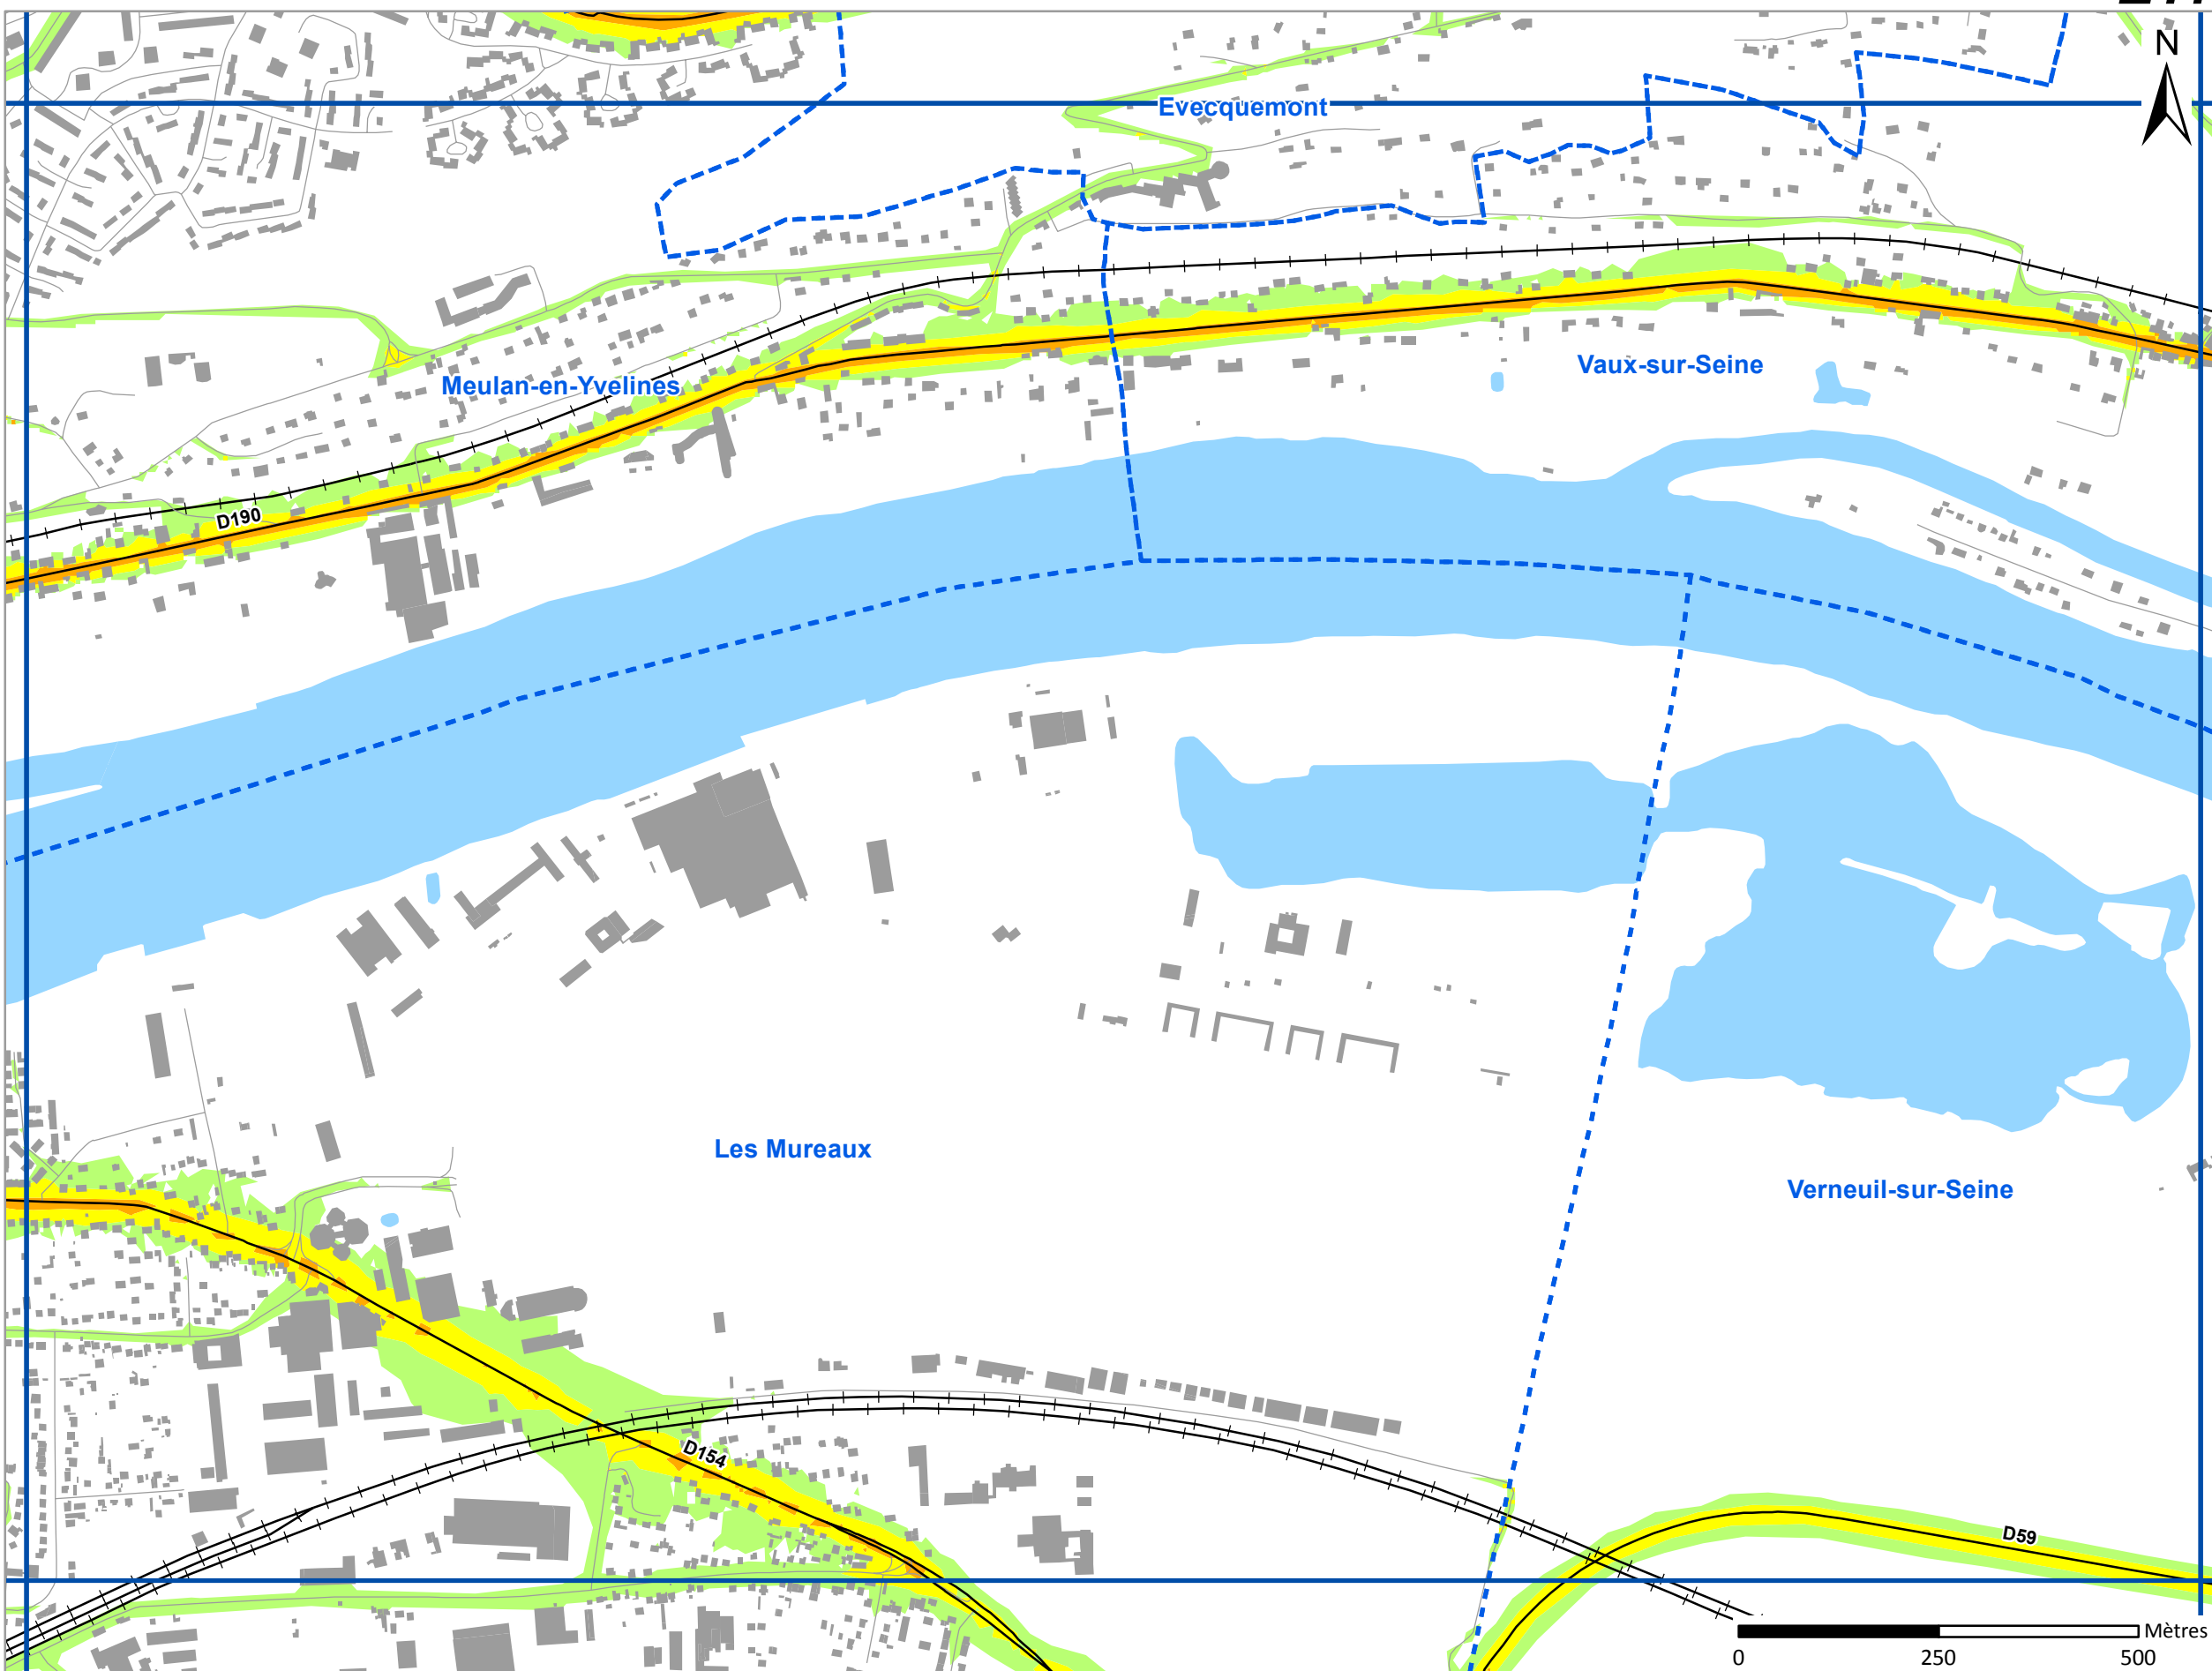 N
Evecquemont
Vaux-sur-Seine
Meulan-en-Yvelines
D190
Les Mureaux
Verneuil-sur-Seine
D154
D59
Mètres
0 250 500